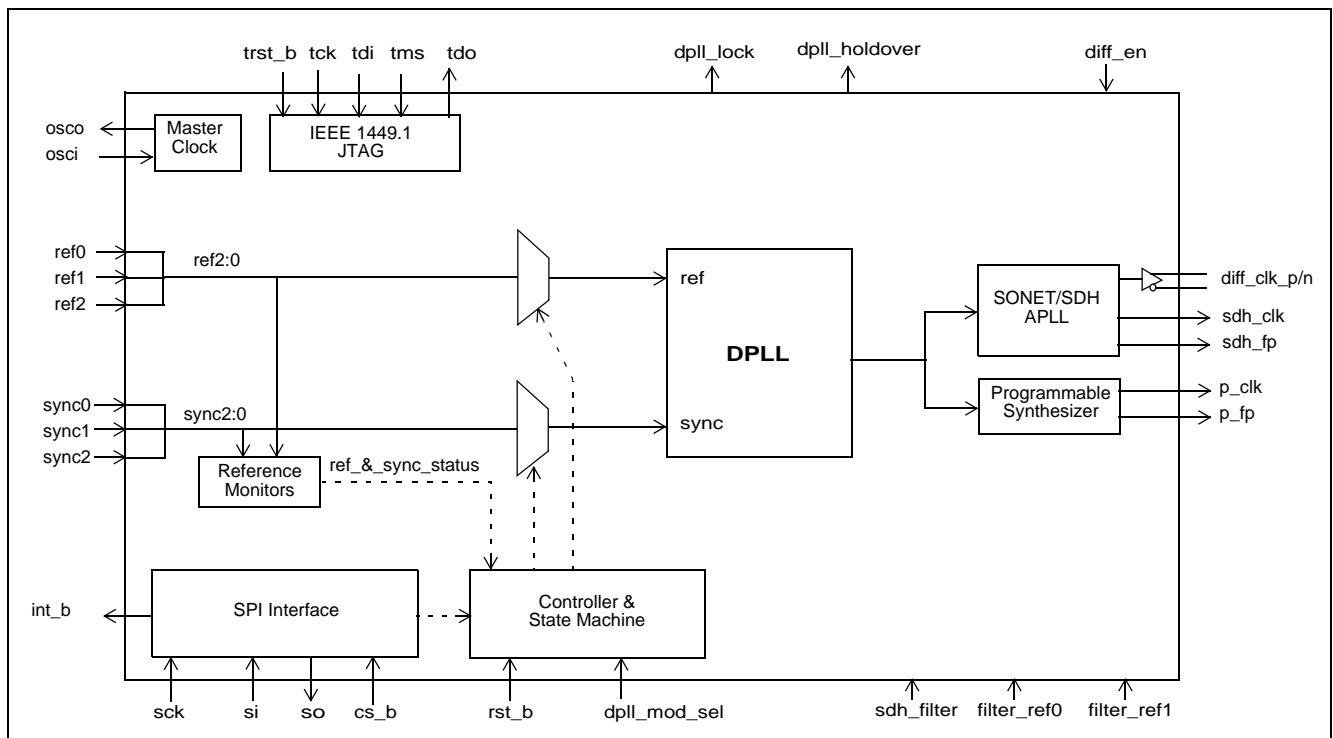 trst_b tck tdi tms tdo
dpll_lock
dpll_holdover
diff_en
osco
osci
Master
Clock
IEEE 1449.1
JTAG
ref0
ref1
ref2
ref2:0
ref
DPLL
sync
SONET/SDH
APLL
diff_clk_p/n
sdh_clk
sdh_fp
Programmable
Synthesizer
p_clk
p_fp
sync0
sync1
sync2
sync2:0
Reference
Monitors
ref_&_sync_status
int_b
SPI Interface
Controller &
State Machine
sck
si
so
cs_b
rst_b
dpll_mod_sel
sdh_filter
filter_ref0
filter_ref1